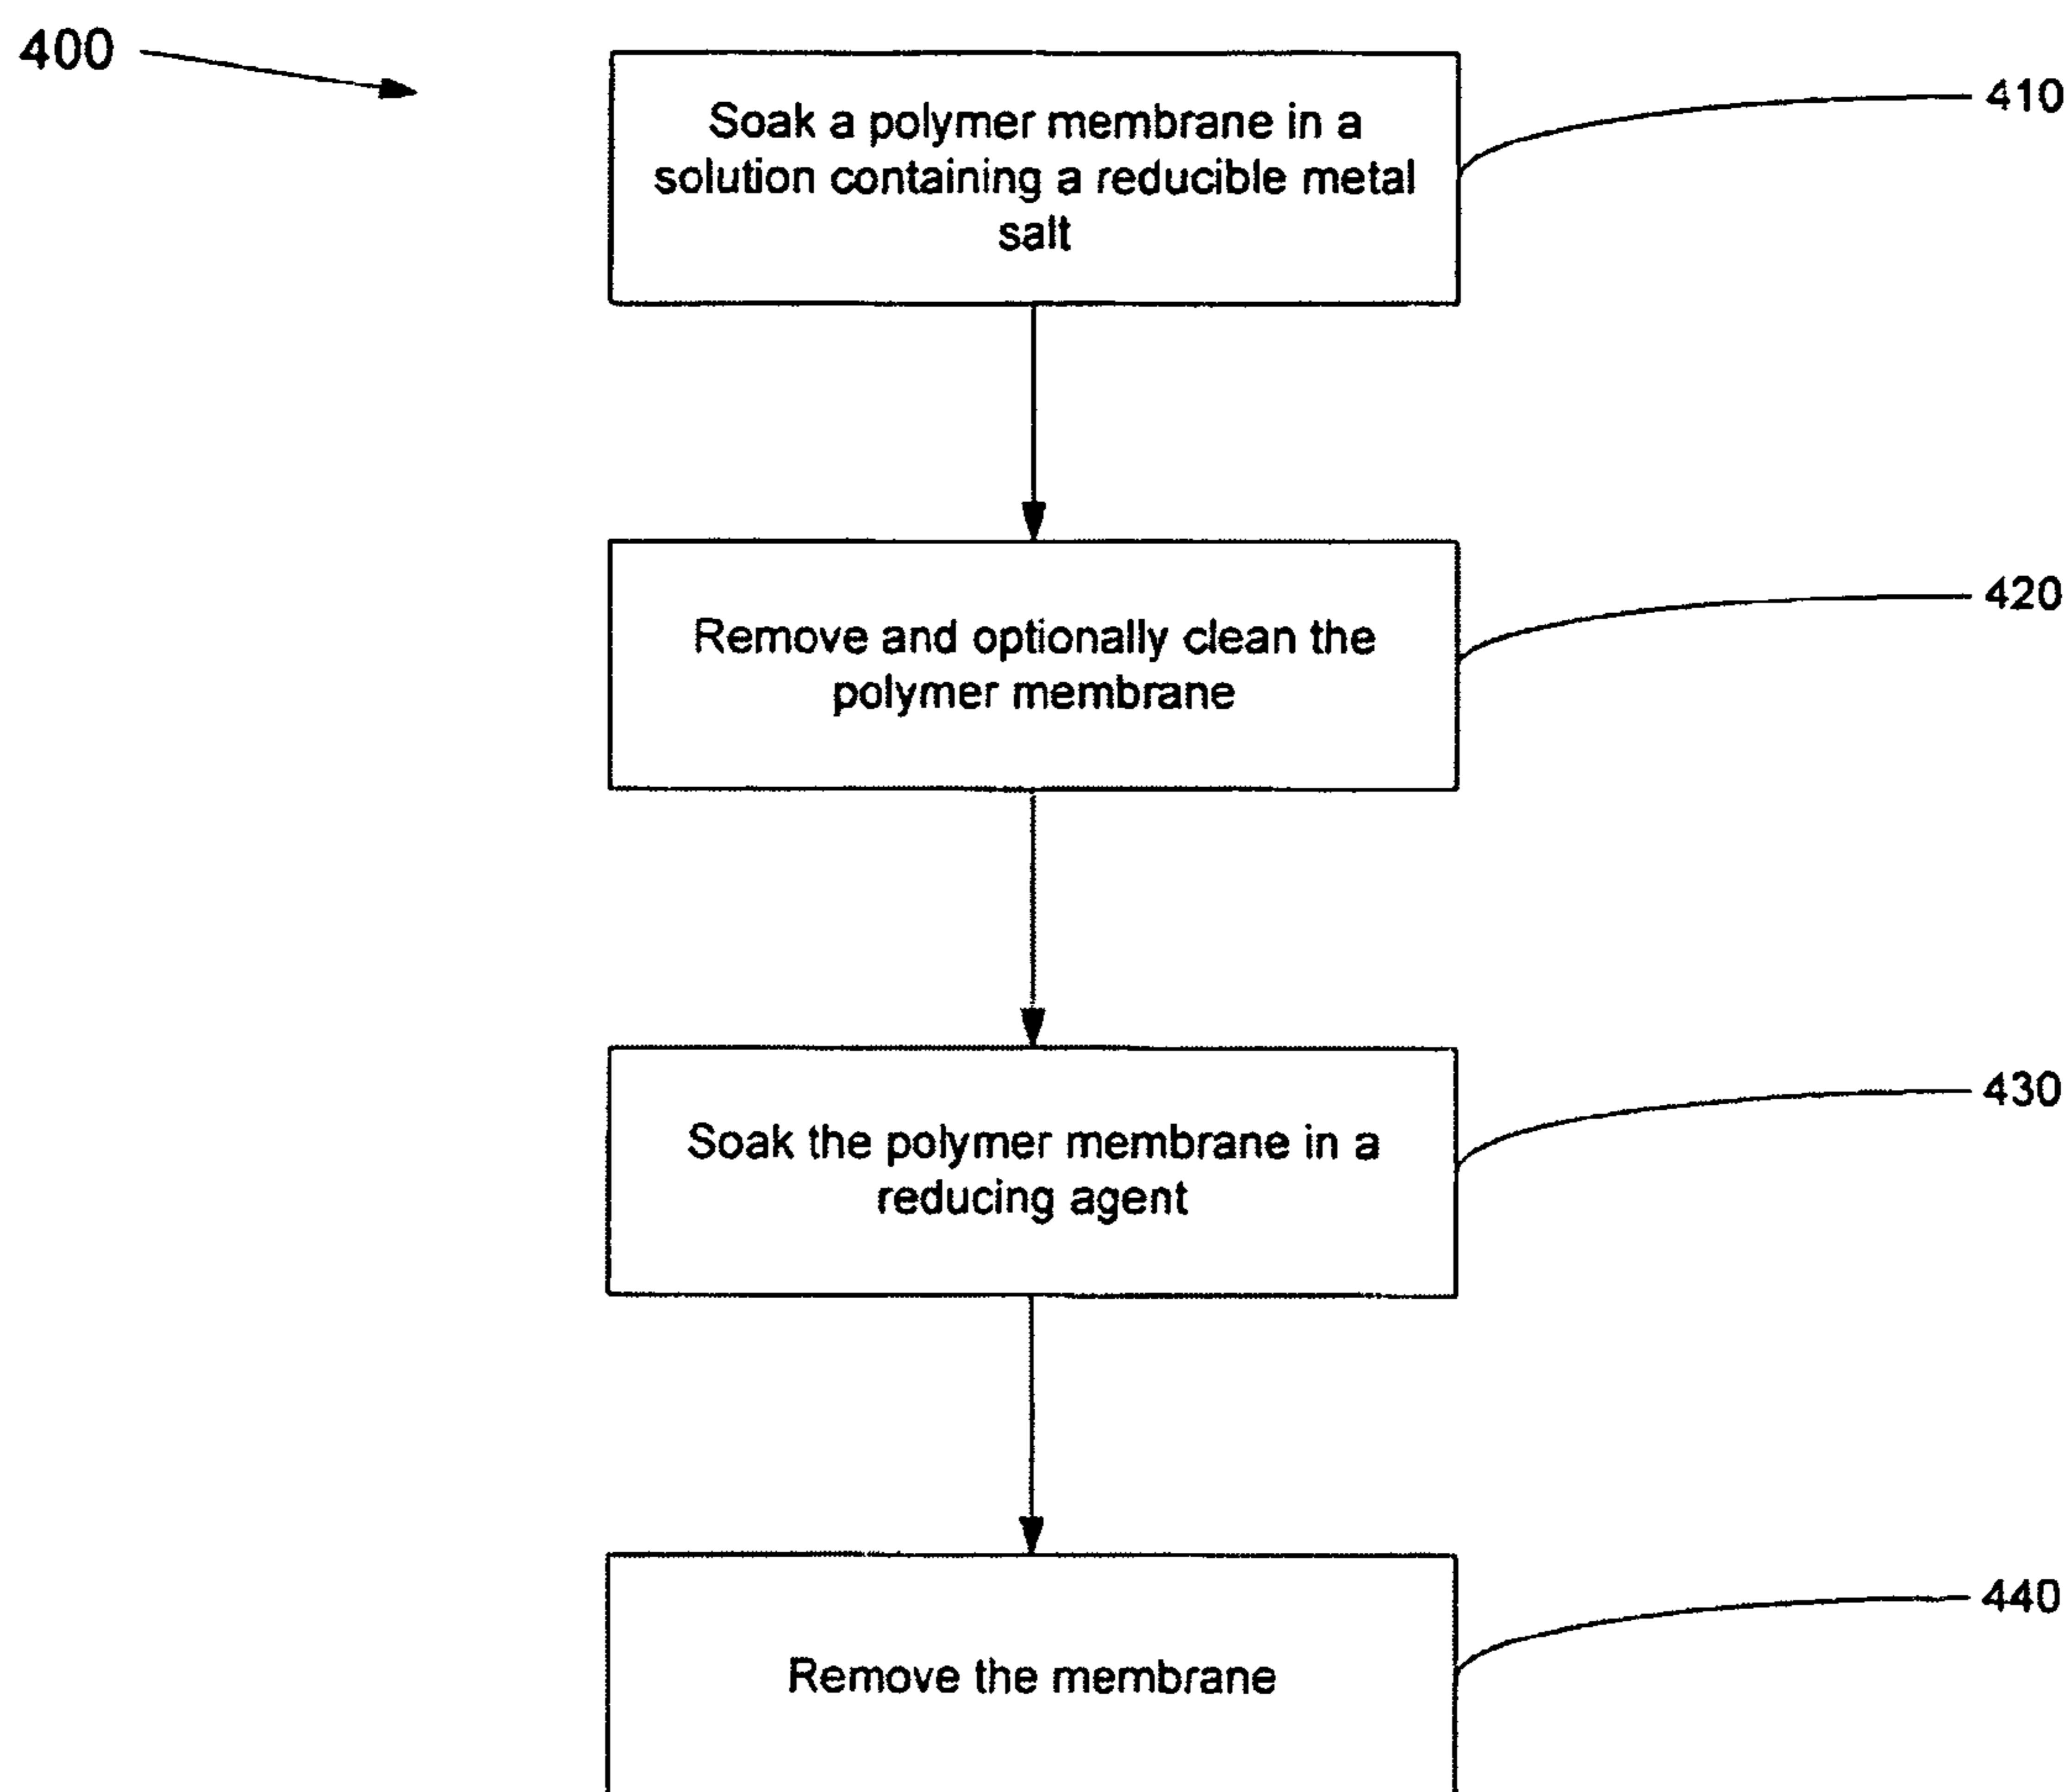 400
410
Soak a polymer membrane in a
solution containing a reducible metal
salt
420
Remove and optionally clean the
polymer membrane
430
Soak the polymer membrane in a
reducing agent
440
Remove the membrane